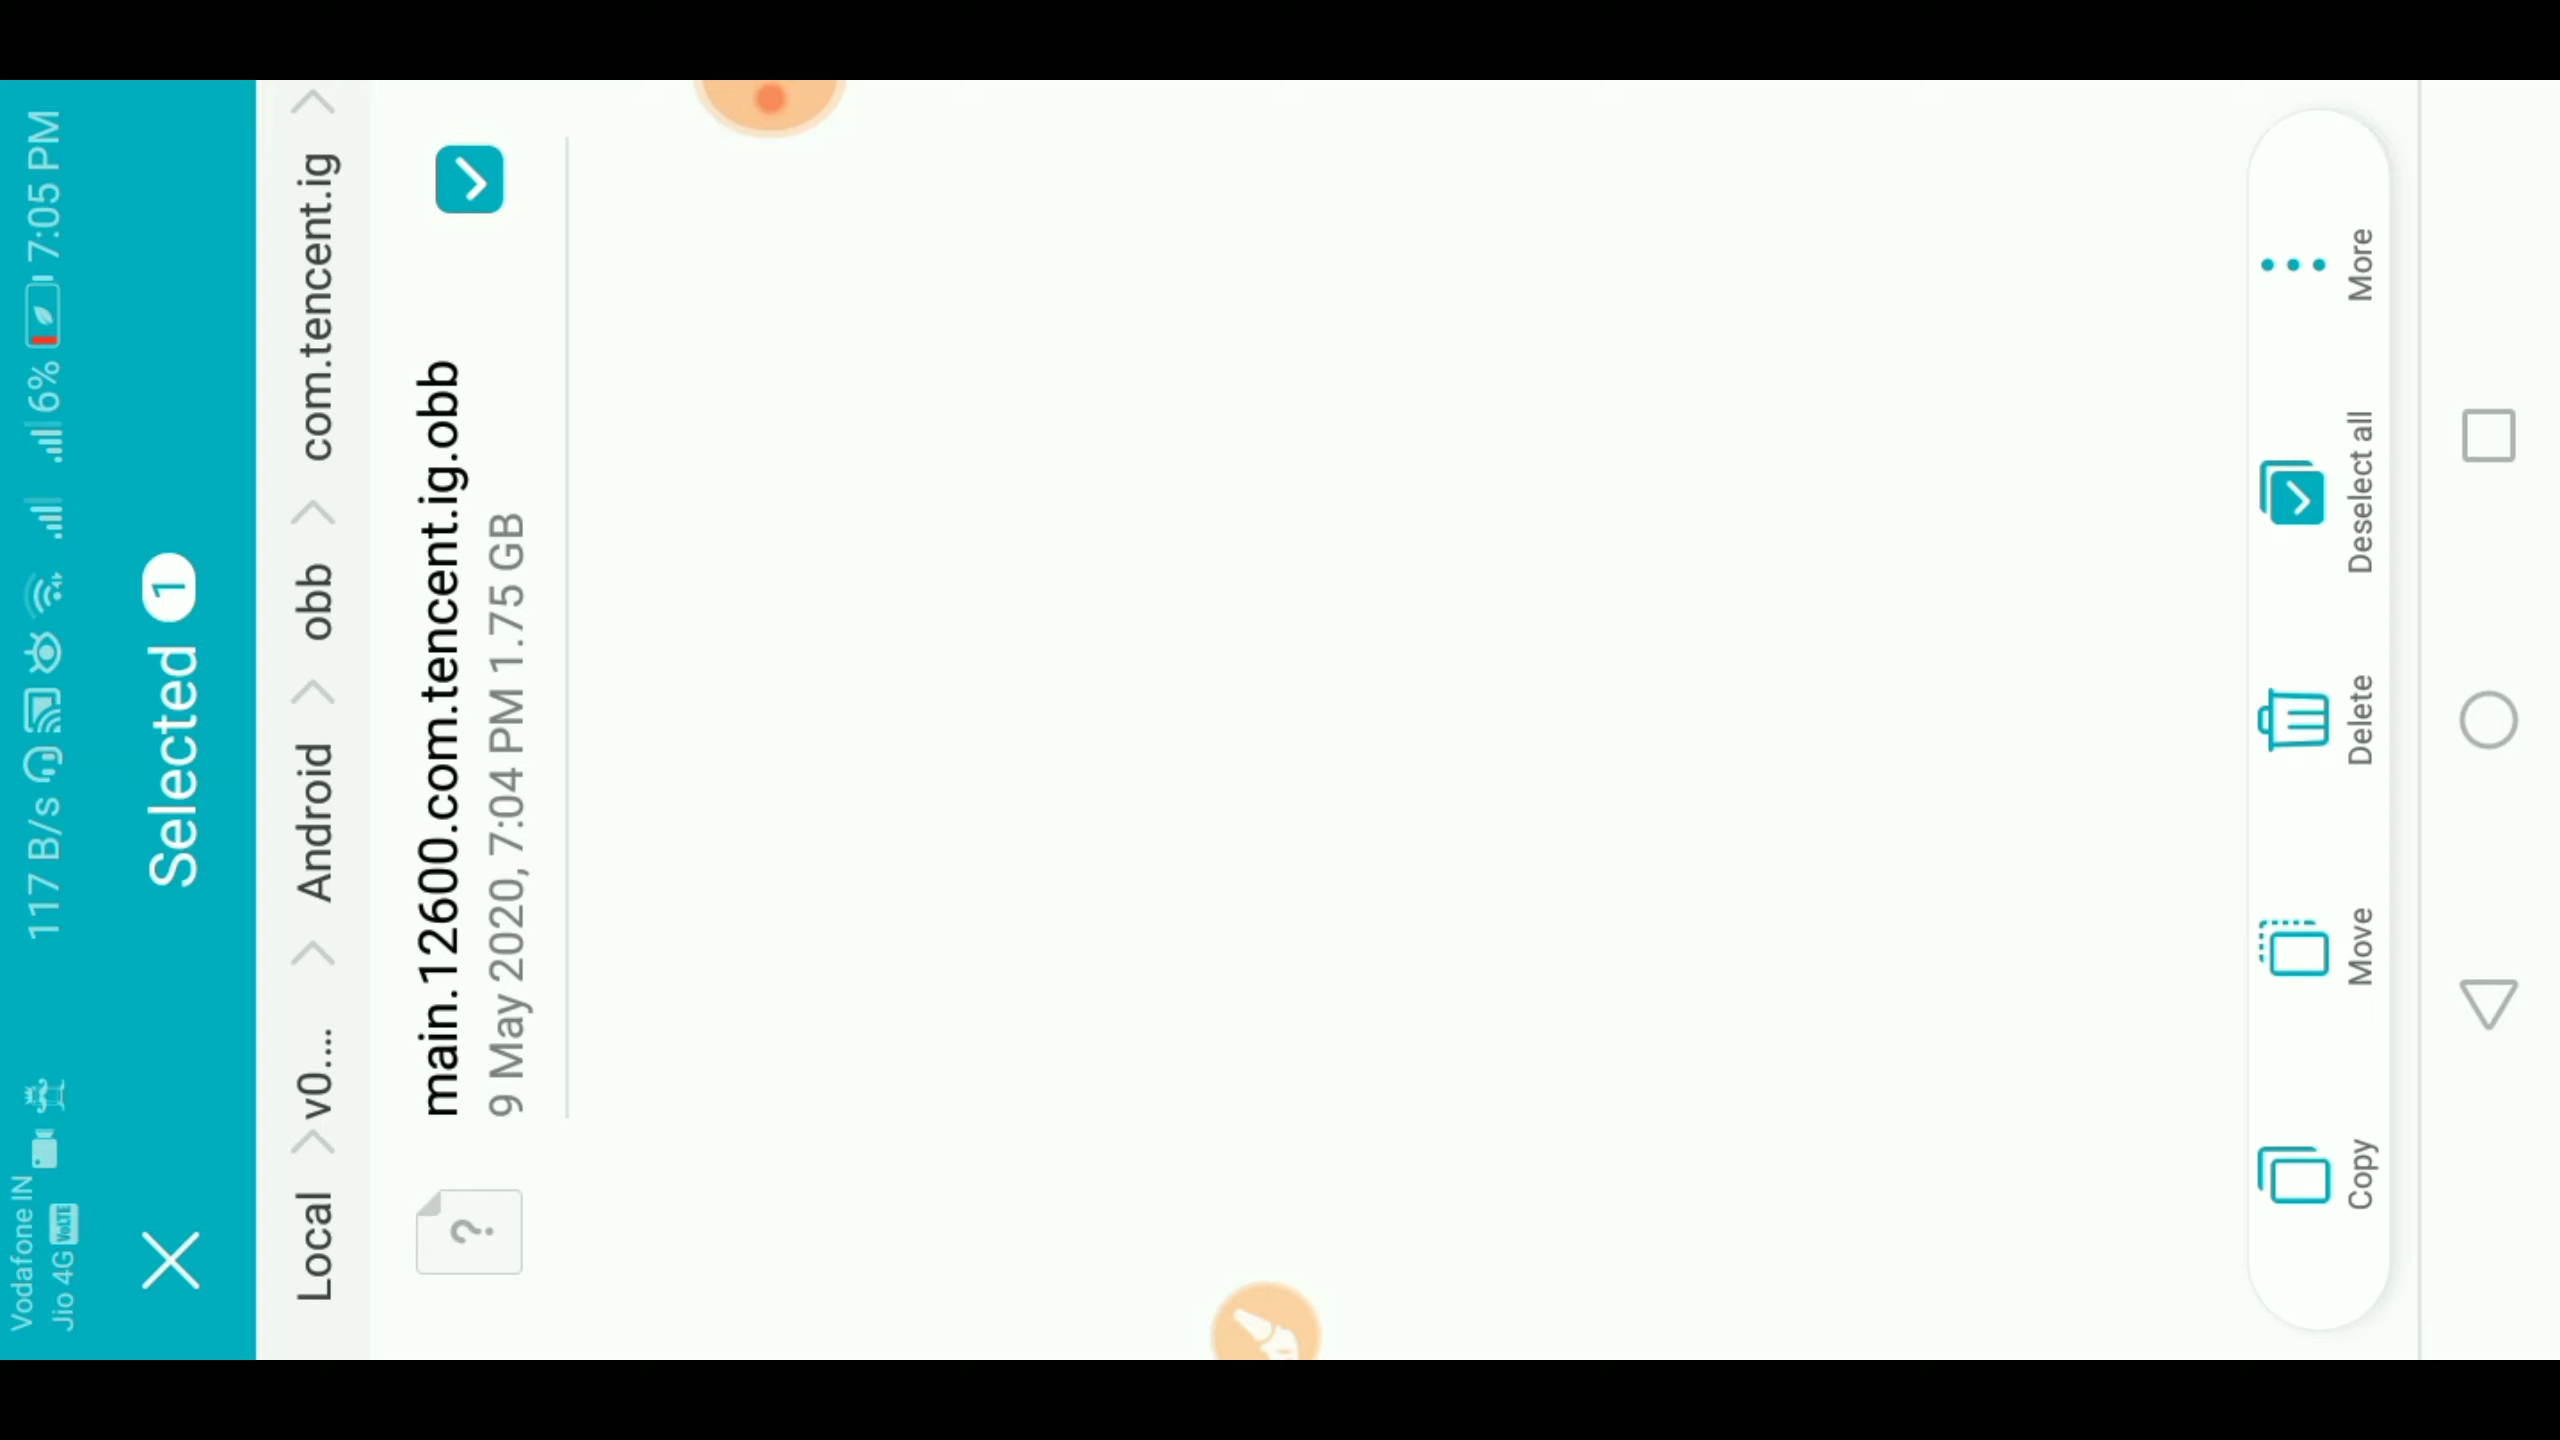 Vodafone IN
Jio 4G VoLTE
117 B/s
6%
7:05 PM
Selected 1
Local > v0.... > Android > obb > com.tencent.ig >
main.12600.com.tencent.ig.obb
9 May 2020, 7:04 PM 1.75 GB
?
Copy
Move
Delete
Deselect all
More